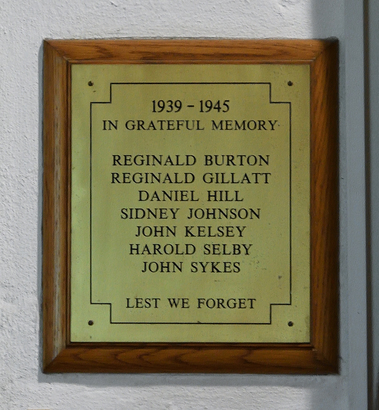 1939 - 1945
IN GRATEFUL MEMORY
REGINALD BURTON
REGINALD GILLATT
DANIEL HILL
SIDNEY JOHNSON
JOHN KELSEY
HAROLD SELBY
JOHN SYKES
LEST WE FORGET